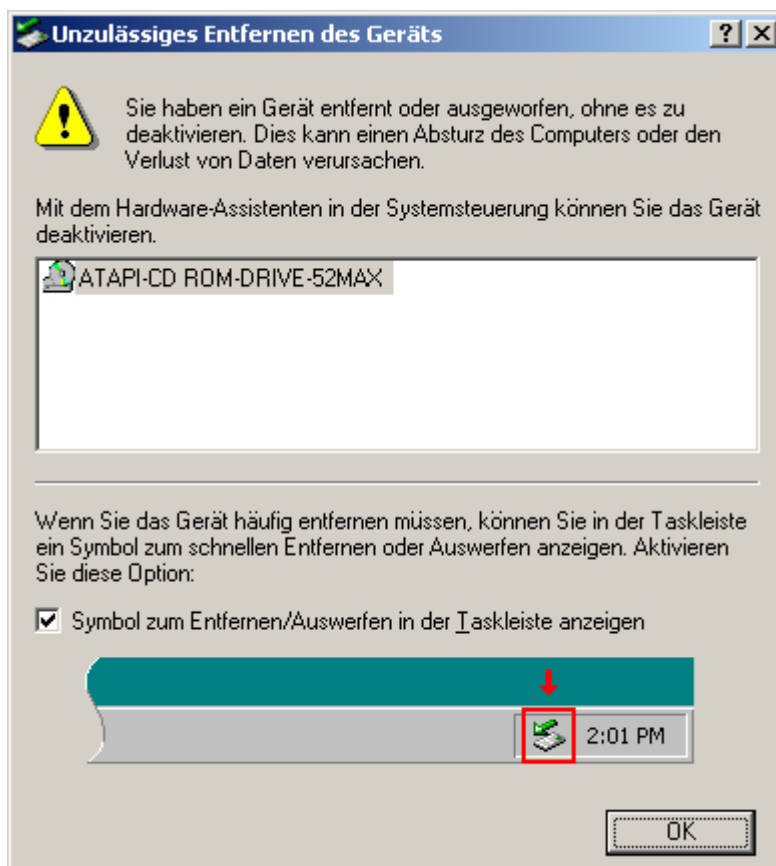 Unzulässiges Entfernen des Geräts
Sie haben ein Gerät entfernt oder ausgeworfen, ohne es zu
deaktivieren. Dies kann einen Absturz des Computers oder den
Verlust von Daten verursachen.
Mit dem Hardware-Assistenten in der Systemsteuerung können Sie das Gerät
deaktivieren.
ATAPI-CD ROM-DRIVE-52MAX
Wenn Sie das Gerät häufig entfernen müssen, können Sie in der Taskleiste
ein Symbol zum schnellen Entfernen oder Auswerfen anzeigen. Aktivieren
Sie diese Option:
Symbol zum Entfernen/Auswerfen in der Taskleiste anzeigen
2:01 PM
OK